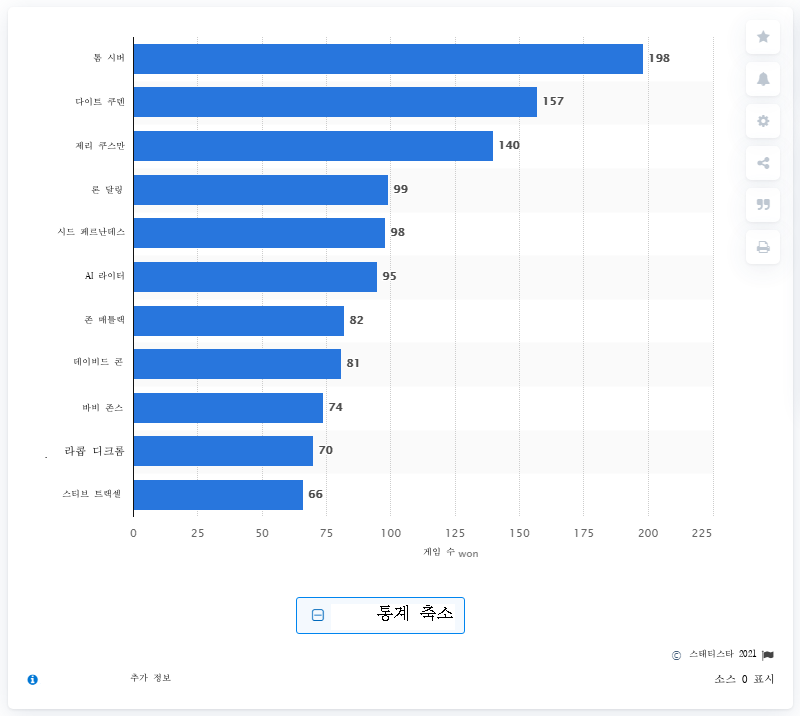 톰 시버 198
다이트 쿠덴 157
제리 쿠스만 140
론 달링 99
시드 페르난데스 98
AI 라이터 95
존 매틀랙 82
데이비드 콘 81
바비 존스 74
라콥 디크롬 70
스티브 트랙셀 66
0 25 50 75 100 125 150 175 200 225
게임 수 won
통계 축소
© 스태티스타 2021
추가 정보
소스 0 표시